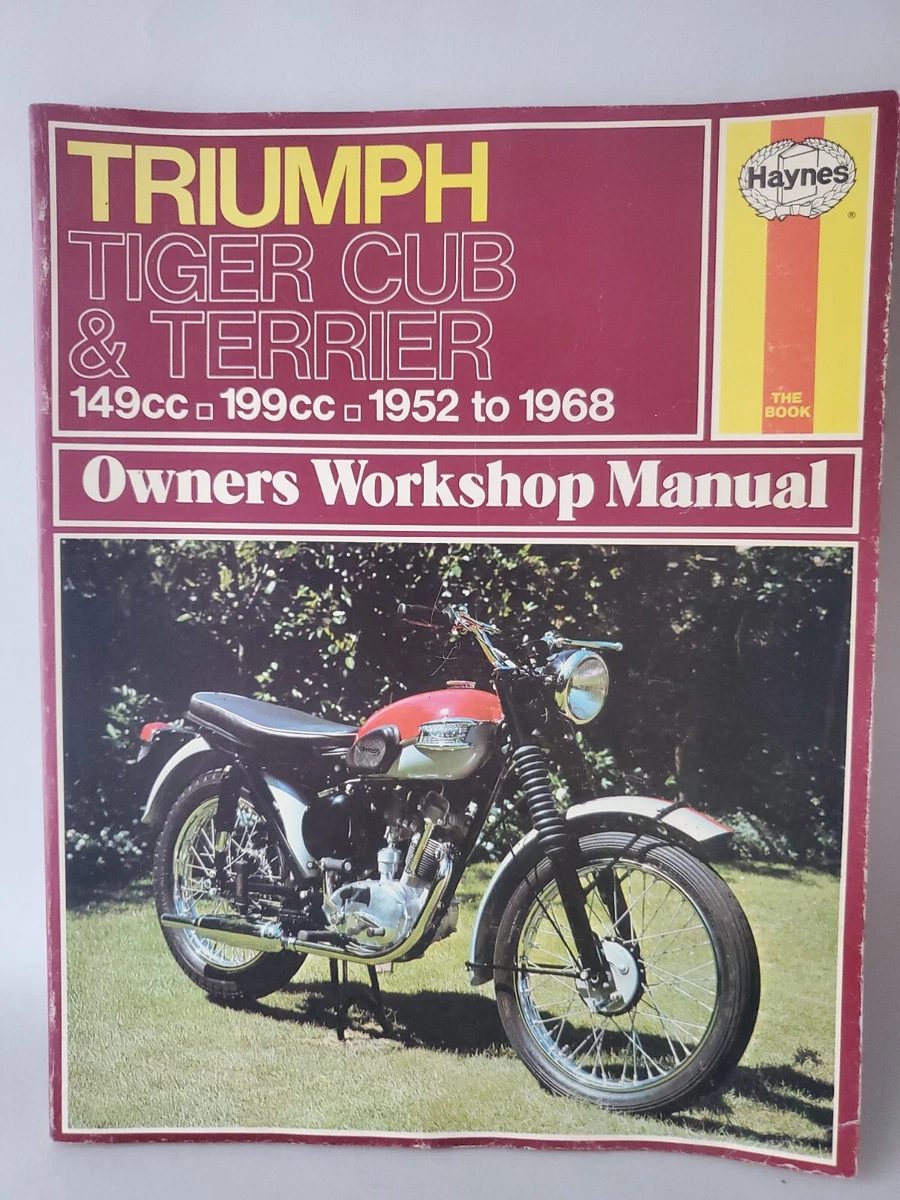 TRIUMPH
TIGER CUB
& TERRIER
149cc □ 199cc □ 1952 to 1968
Haynes
®
THE
BOOK
Owners Workshop Manual